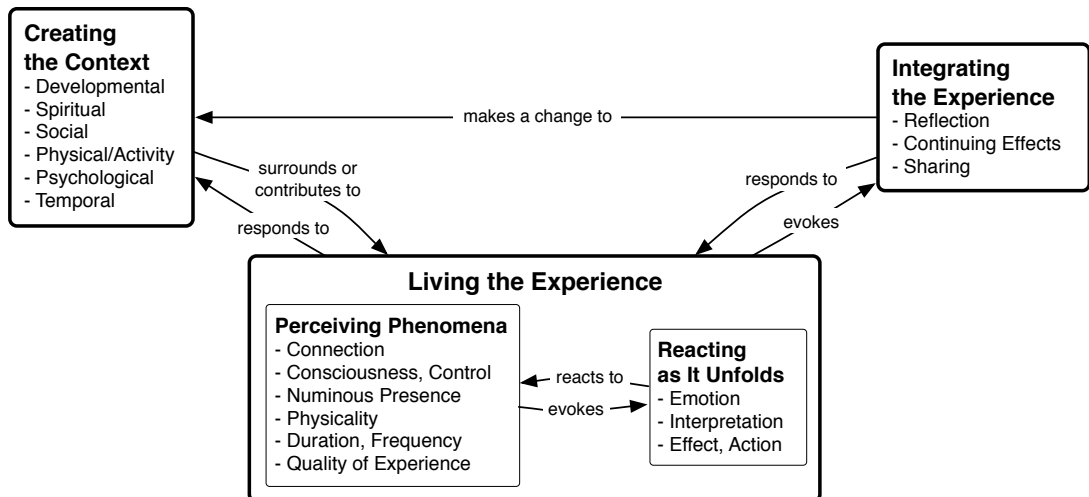 Creating
the Context
- Developmental
- Spiritual
- Social
- Physical/Activity
- Psychological
- Temporal
Integrating
the Experience
- Reflection
- Continuing Effects
- Sharing
makes a change to
surrounds or
contributes to
responds to
responds to
evokes
Living the Experience
Perceiving Phenomena
- Connection
- Consciousness, Control
- Numinous Presence
- Physicality
- Duration, Frequency
- Quality of Experience
reacts to
evokes
Reacting
as It Unfolds
- Emotion
- Interpretation
- Effect, Action